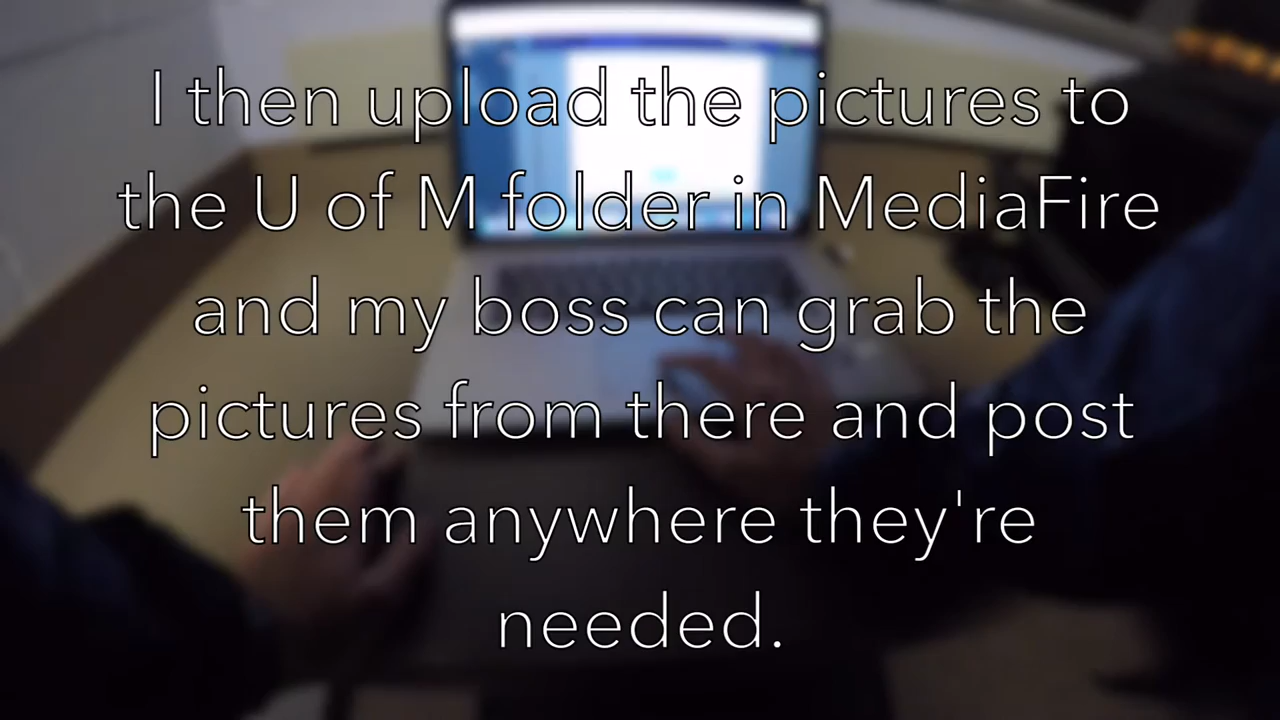 I then upload the pictures to
the U of M folder in MediaFire
and my boss can grab the
pictures from there and post
them anywhere they're
needed.